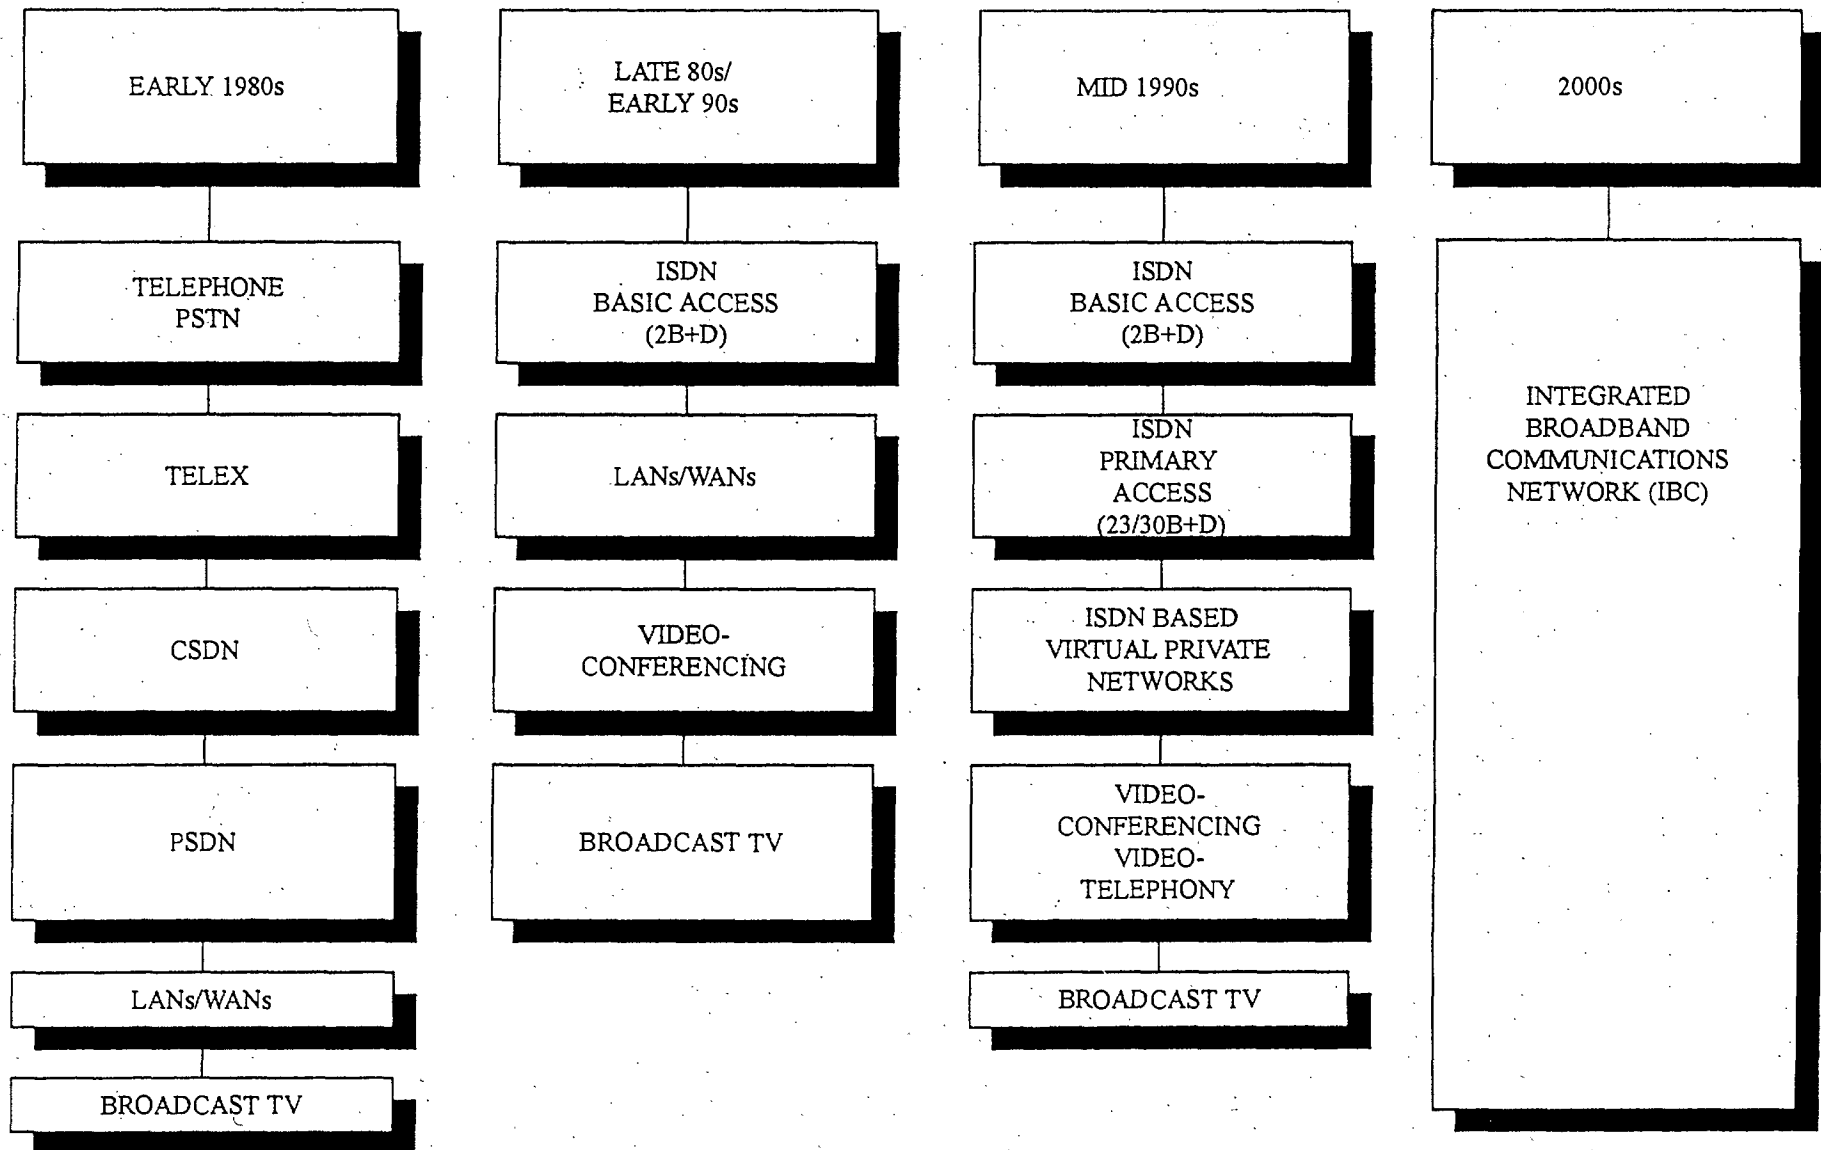 EARLY 1980s
TELEPHONE
PSTN
TELEX
CSDN
PSDN
LANs/WANs
BROADCAST TV
LATE 80s/
EARLY 90s
ISDN
BASIC ACCESS
(2B+D)
LANs/WANs
VIDEO-
CONFERENCING
BROADCAST TV
MID 1990s
ISDN
BASIC ACCESS
(2B+D)
ISDN
PRIMARY
ACCESS
(23/30B+D)
ISDN BASED
VIRTUAL PRIVATE
NETWORKS
VIDEO-
CONFERENCING
VIDEO-
TELEPHONY
BROADCAST TV
2000s
INTEGRATED
BROADBAND
COMMUNICATIONS
NETWORK (IBC)